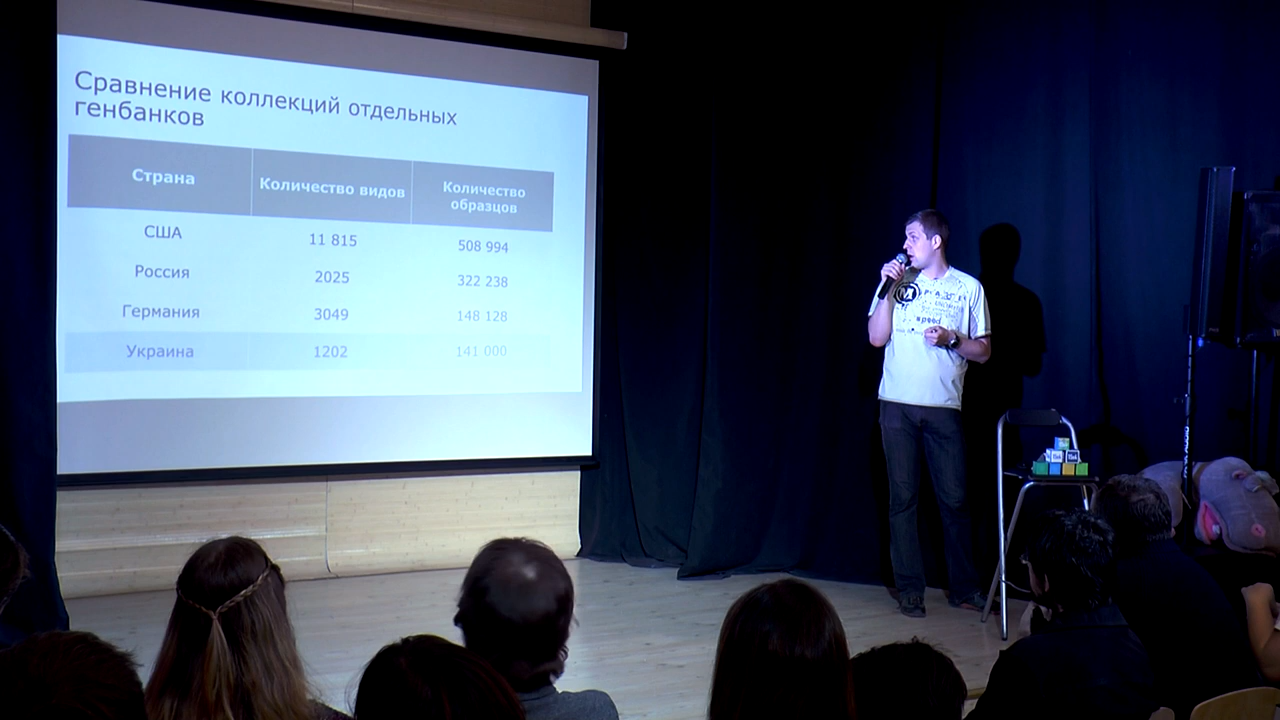 Сравнение коллекций отдельных
генбанков
Страна Количество видов Количество образцов
США 11 815 508 994
Россия 2025 322 238
Германия 3049 148 128
Украина 1202 141 000
speed